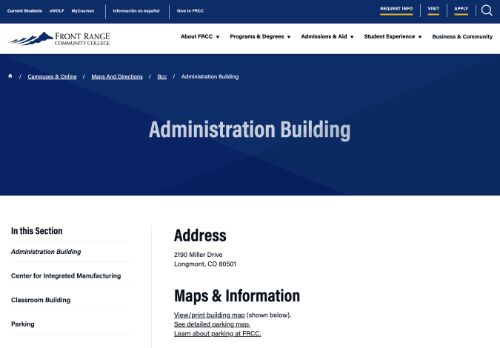 Current Students eWOLF MyCourses Información en español Give to FRCC REQUEST INFO VISIT APPLY
FRONT RANGE
COMMUNITY COLLEGE
About FRCC Programs & Degrees Admissions & Aid Student Experience Business & Community
/ Campuses & Online / Maps And Directions / Bcc / Administration Building
Administration Building
In this Section
Administration Building
Center for Integrated Manufacturing
Classroom Building
Parking
Address
2190 Miller Drive
Longmont, CO 80501
Maps & Information
View/print building map (shown below).
See detailed parking map.
Learn about parking at FRCC.